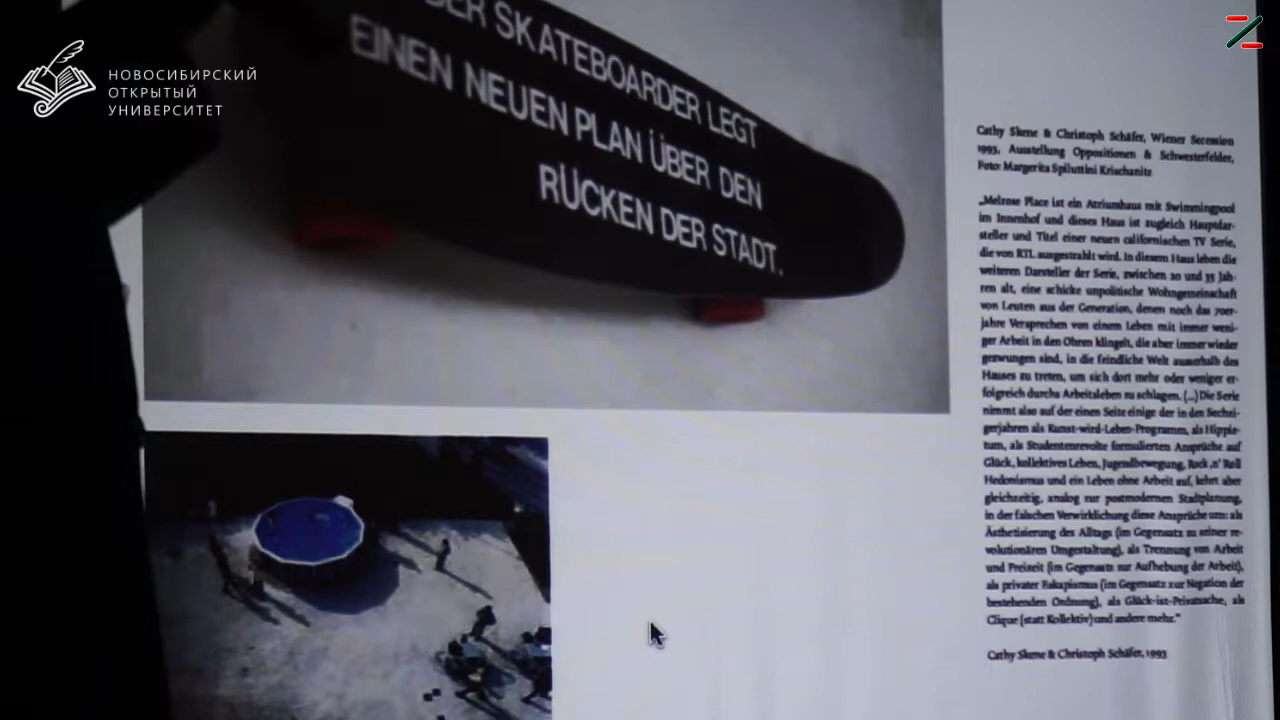 НОВОСИБИРСКИЙ
ОТКРЫТЫЙ
УНИВЕРСИТЕТ
DER SKATEBOARDER LEGT
EINEN NEUEN PLAN ÜBER DEN
RÜCKEN DER STADT.
Cathy Skene & Christoph Schäfer, Wiener Secession
1993, Ausstellung Oppositionen & Schwesterfelder,
Foto: Margerita Spiluttini Krischanitz
„Melrose Place ist ein Atriumhaus mit Swimmingpool
im Innenhof und dieses Haus ist zugleich Hauptdar-
steller und Titel einer neuen californischen TV Serie,
die von RTL ausgestrahlt wird. In diesem Haus leben die
weiteren Darsteller der Serie, zwischen 20 und 35 Jah-
ren alt, eine schicke unpolitische Wohngemeinschaft
von Leuten aus der Generation, denen noch das 70er-
jahre Versprechen von einem Leben mit immer weni-
ger Arbeit in den Ohren klingelt, die aber immer wieder
gezwungen sind, in die feindliche Welt ausserhalb des
Hauses zu treten, um sich dort mehr oder weniger er-
folgreich durchs Arbeitsleben zu schlagen. (...) Die Serie
nimmt also auf der einen Seite einige der in den Sechzi-
gerjahren als Kunst-wird-Leben-Programm, als Hippie-
tum, als Studentenrevolte formulierten Ansprüche auf
Glück, kollektives Leben, Jugendbewegung, Rock ,n' Roll
Hedonismus und ein Leben ohne Arbeit auf, kehrt aber
gleichzeitig, analog zur postmodernen Stadtplanung,
in der falschen Verwirklichung diese Ansprüche um: als
Ästhetisierung des Alltags (im Gegensatz zu seiner re-
volutionären Umgestaltung), als Trennung von Arbeit
und Freizeit (im Gegensatz zur Aufhebung der Arbeit),
als privater Eskapismus (im Gegensatz zur Negation der
bestehenden Ordnung), als Glück-ist-Privatsache, als
Clique (statt Kollektiv) und andere mehr."
Cathy Skene & Christoph Schäfer, 1993